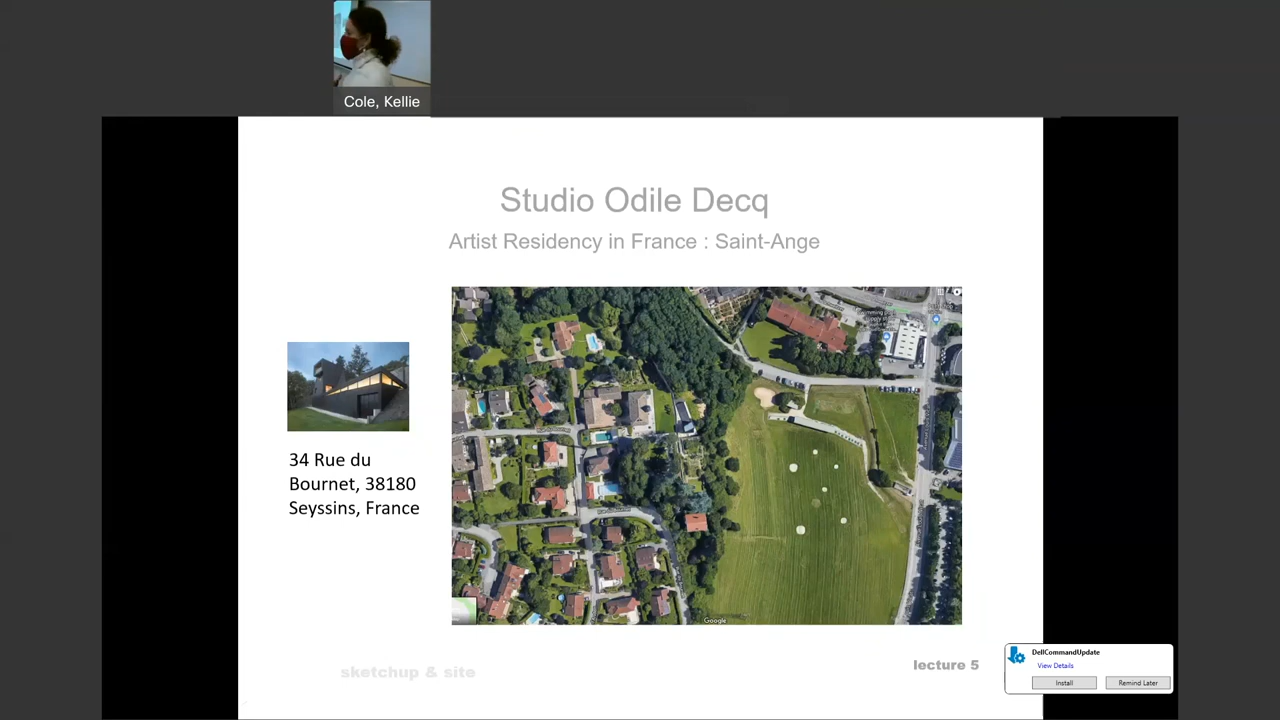 Cole, Kellie
Studio Odile Decq
Artist Residency in France : Saint-Ange
34 Rue du
Bournet, 38180
Seyssins, France
Google
sketchup & site
lecture 5
DellCommandUpdate
View Details
Install
Remind Later